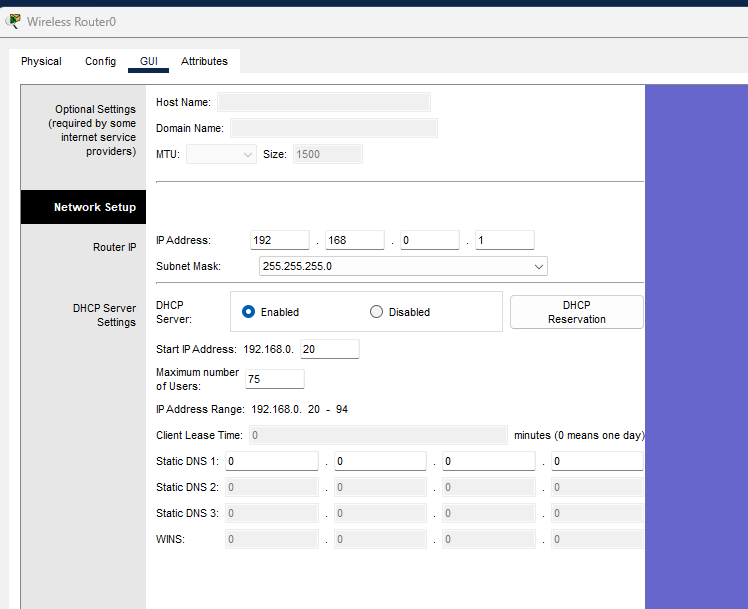 Wireless Router0
Physical Config GUI Attributes
Optional Settings
(required by some
internet service
providers)
Host Name:
Domain Name:
MTU: Size: 1500
Network Setup
Router IP
IP Address: 192 . 168 . 0 . 1
Subnet Mask: 255.255.255.0
DHCP Server
Settings
DHCP
Server:
Enabled Disabled
DHCP
Reservation
Start IP Address: 192.168.0. 20
Maximum number
of Users:
75
IP Address Range: 192.168.0. 20 - 94
Client Lease Time: 0 minutes (0 means one day)
Static DNS 1: 0 . 0 . 0 . 0
Static DNS 2: 0 . 0 . 0 . 0
Static DNS 3: 0 . 0 . 0 . 0
WINS: 0 . 0 . 0 . 0